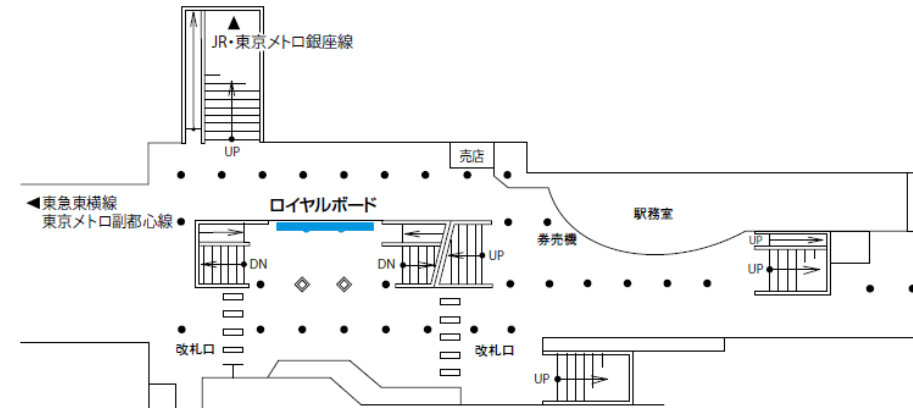 JR・東京メトロ銀座線
UP
売店
◀東急東横線
東京メトロ副都心線
ロイヤルボード
駅務室
券売機
DN
DN
UP
UP
UP
改札口
改札口
UP